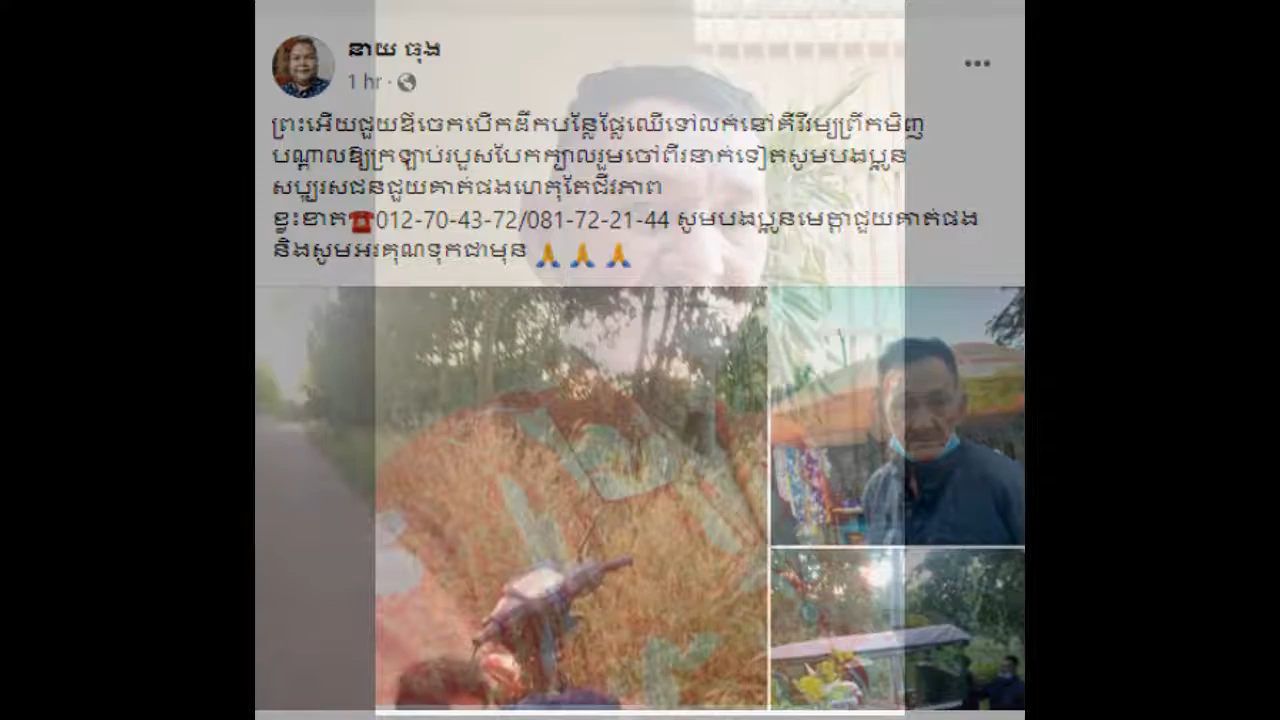 នាយ ធុង
1 hr ·
ព្រះអើយជួយឪចេកបើកដឹកបន្លែផ្លែឈើទៅលក់នៅគីរីរម្យព្រឹកមិញ
បណ្ដាលឱ្យក្រឡាប់របួសបែកក្បាលរួមចៅពីរនាក់ទៀតសូមបងប្អូន
សប្បុរសជនជួយគាត់ផងហេតុតែជីវភាព
ខ្វះខាត☎️012-70-43-72/081-72-21-44 សូមបងប្អូនមេត្តាជួយគាត់ផង
និងសូមអរគុណទុកជាមុន 🙏 🙏 🙏